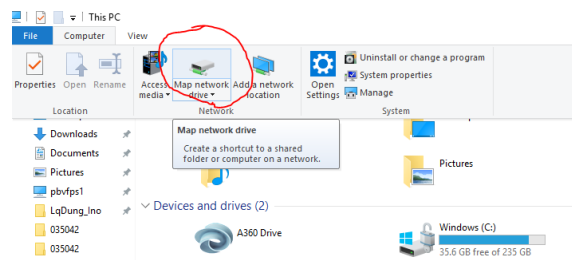 This PC
File Computer View
Properties Open Rename Access media Map network drive Add a network location Open Settings Uninstall or change a program
System properties
Manage
Location Network System
Map network drive
Create a shortcut to a shared
folder or computer on a network.
Downloads
Documents
Pictures
pbvfps1
LqDung_Ino
035042
035042
Pictures
Devices and drives (2)
A360 Drive
Windows (C:)
35.6 GB free of 235 GB